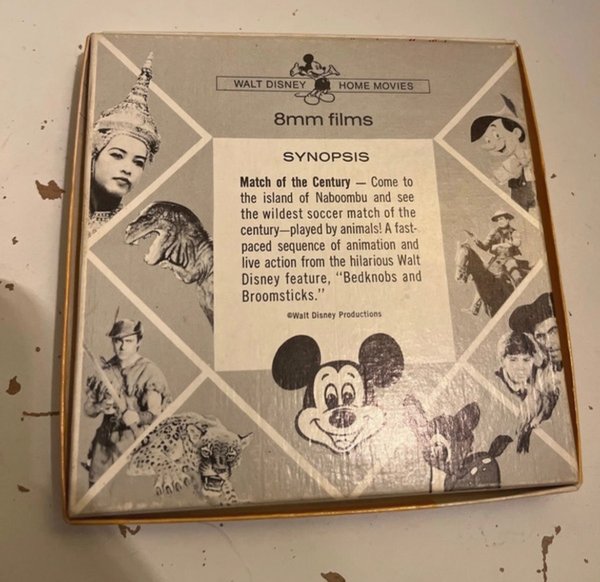 WALT DISNEY HOME MOVIES
8mm films
SYNOPSIS
Match of the Century — Come to
the island of Naboombu and see
the wildest soccer match of the
century—played by animals! A fast-
paced sequence of animation and
live action from the hilarious Walt
Disney feature, “Bedknobs and
Broomsticks.”
©Walt Disney Productions